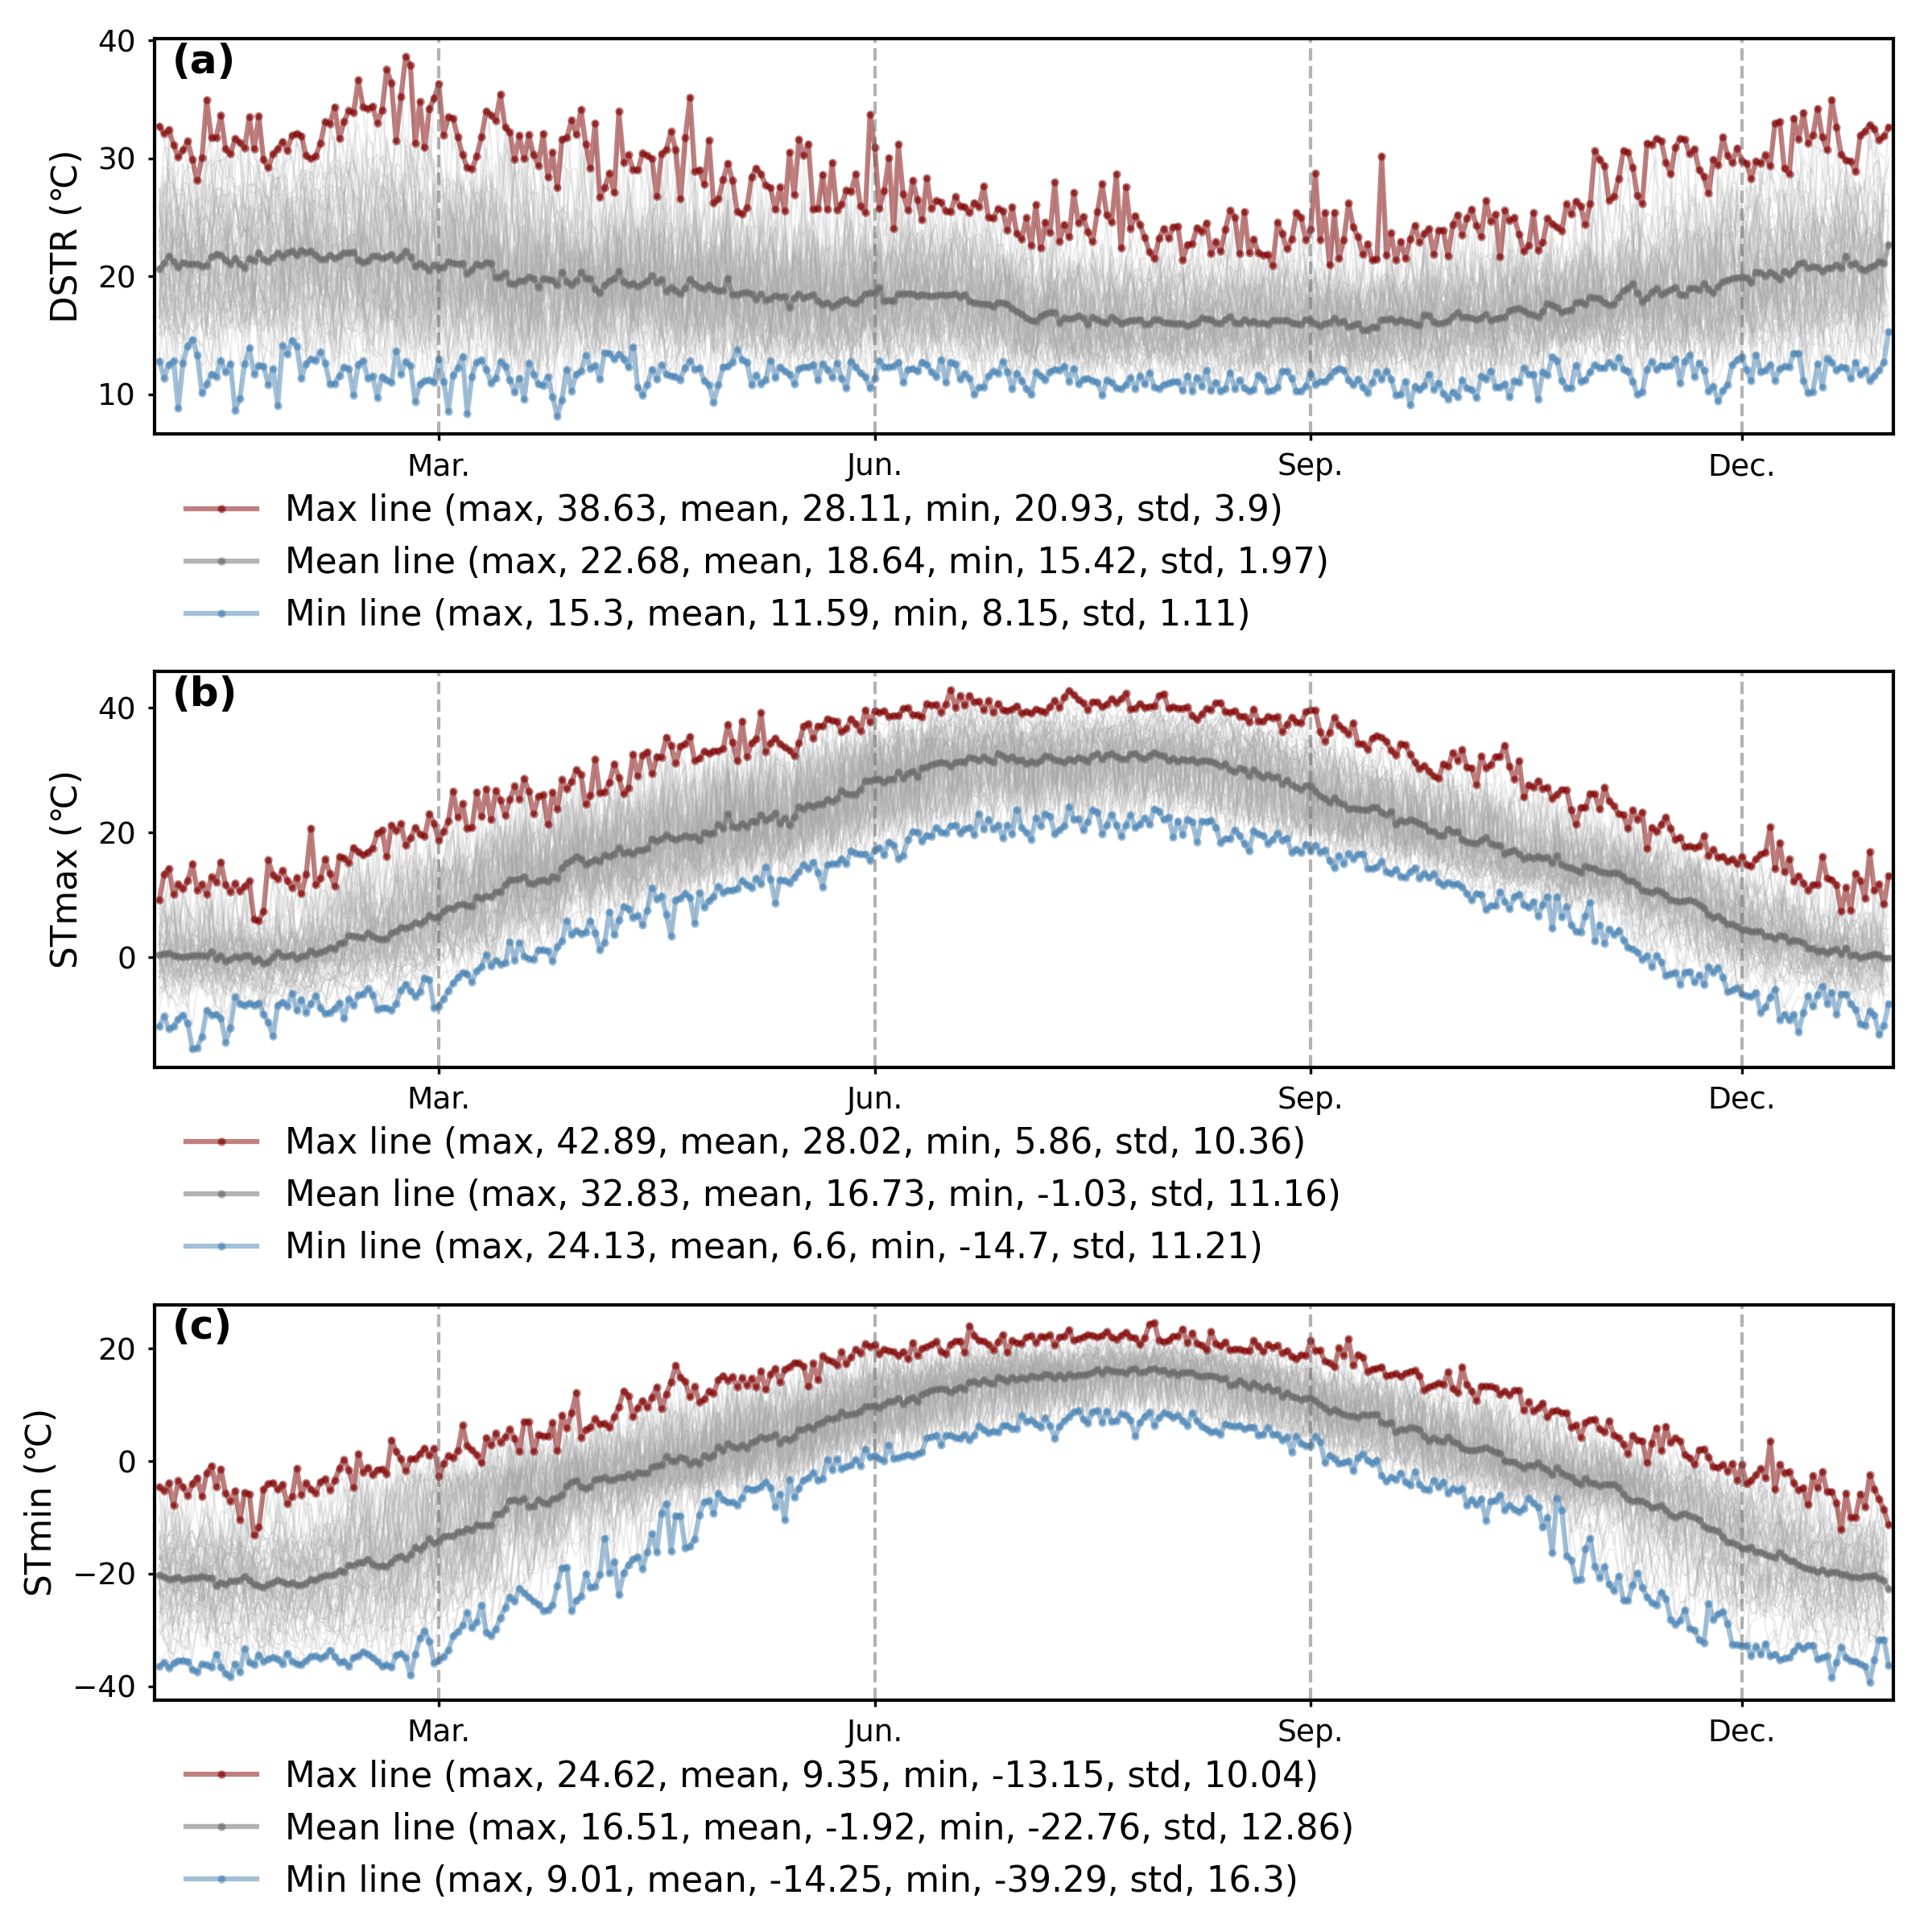 (a)
40
30
20
10
DSTR (℃)
Mar. Jun. Sep. Dec.
Max line (max, 38.63, mean, 28.11, min, 20.93, std, 3.9)
Mean line (max, 22.68, mean, 18.64, min, 15.42, std, 1.97)
Min line (max, 15.3, mean, 11.59, min, 8.15, std, 1.11)
(b)
40
20
0
STmax (℃)
Mar. Jun. Sep. Dec.
Max line (max, 42.89, mean, 28.02, min, 5.86, std, 10.36)
Mean line (max, 32.83, mean, 16.73, min, -1.03, std, 11.16)
Min line (max, 24.13, mean, 6.6, min, -14.7, std, 11.21)
(c)
20
0
−20
−40
STmin (℃)
Mar. Jun. Sep. Dec.
Max line (max, 24.62, mean, 9.35, min, -13.15, std, 10.04)
Mean line (max, 16.51, mean, -1.92, min, -22.76, std, 12.86)
Min line (max, 9.01, mean, -14.25, min, -39.29, std, 16.3)